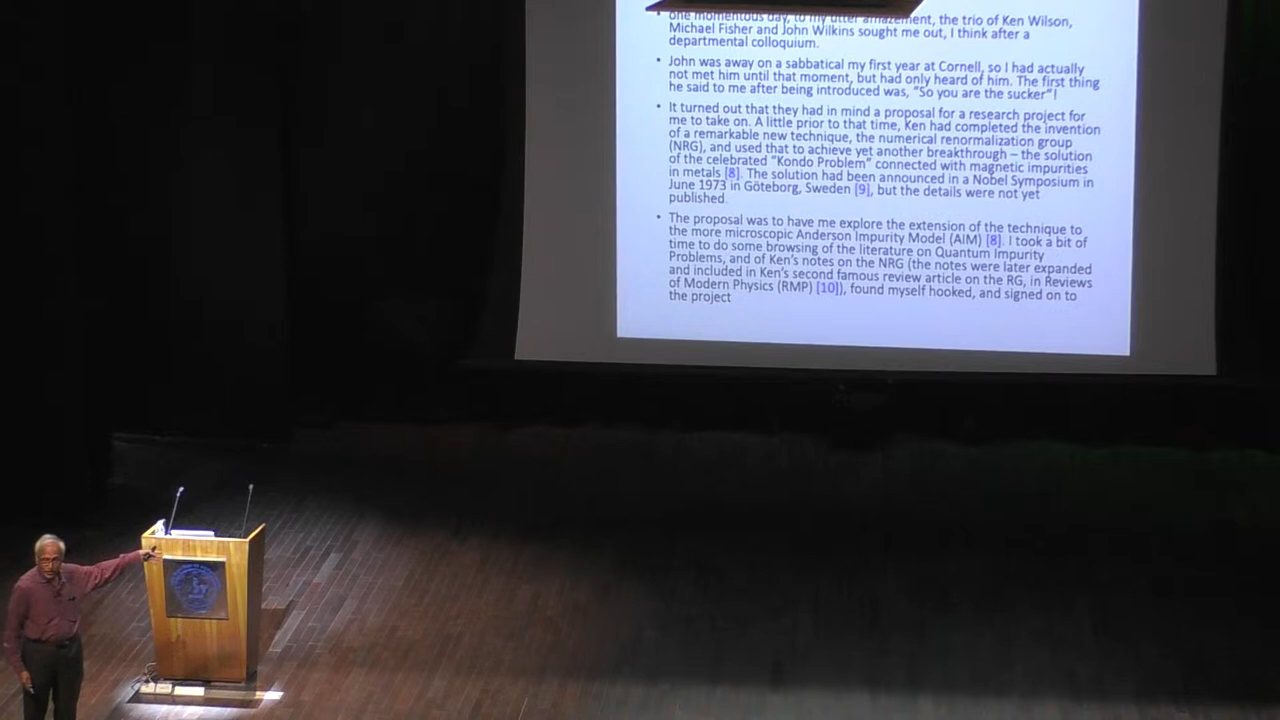 • one momentous day, to my utter amazement, the trio of Ken Wilson,
Michael Fisher and John Wilkins sought me out, I think after a
departmental colloquium.
• John was away on a sabbatical my first year at Cornell, so I had actually
not met him until that moment, but had only heard of him. The first thing
he said to me after being introduced was, “So you are the sucker”!
• It turned out that they had in mind a proposal for a research project for
me to take on. A little prior to that time, Ken had completed the invention
of a remarkable new technique, the numerical renormalization group
(NRG), and used that to achieve yet another breakthrough – the solution
of the celebrated “Kondo Problem” connected with magnetic impurities
in metals [8]. The solution had been announced in a Nobel Symposium in
June 1973 in Göteborg, Sweden [9], but the details were not yet
published.
• The proposal was to have me explore the extension of the technique to
the more microscopic Anderson Impurity Model (AIM) [8]. I took a bit of
time to do some browsing of the literature on Quantum Impurity
Problems, and of Ken’s notes on the NRG (the notes were later expanded
and included in Ken’s second famous review article on the RG, in Reviews
of Modern Physics (RMP) [10]), found myself hooked, and signed on to
the project